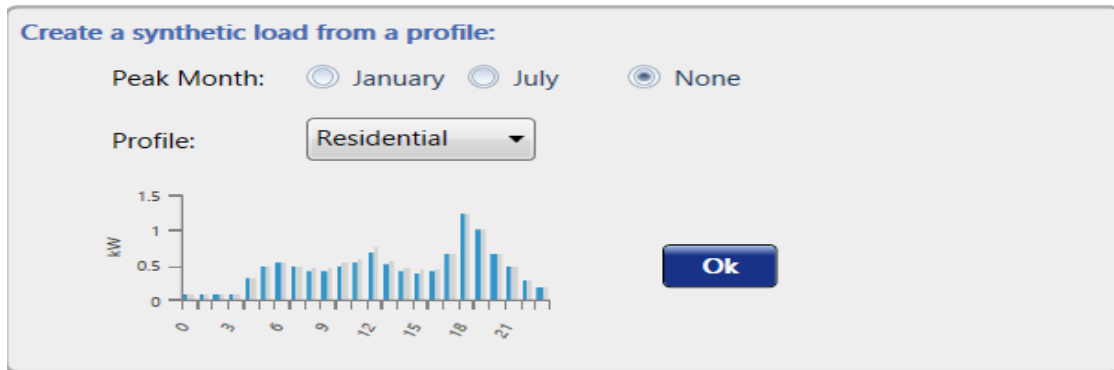 Create a synthetic load from a profile:
Peak Month: January July None
Profile: Residential
1.5
1
0.5
0
kW
0 3 6 9 12 15 18 21
Ok